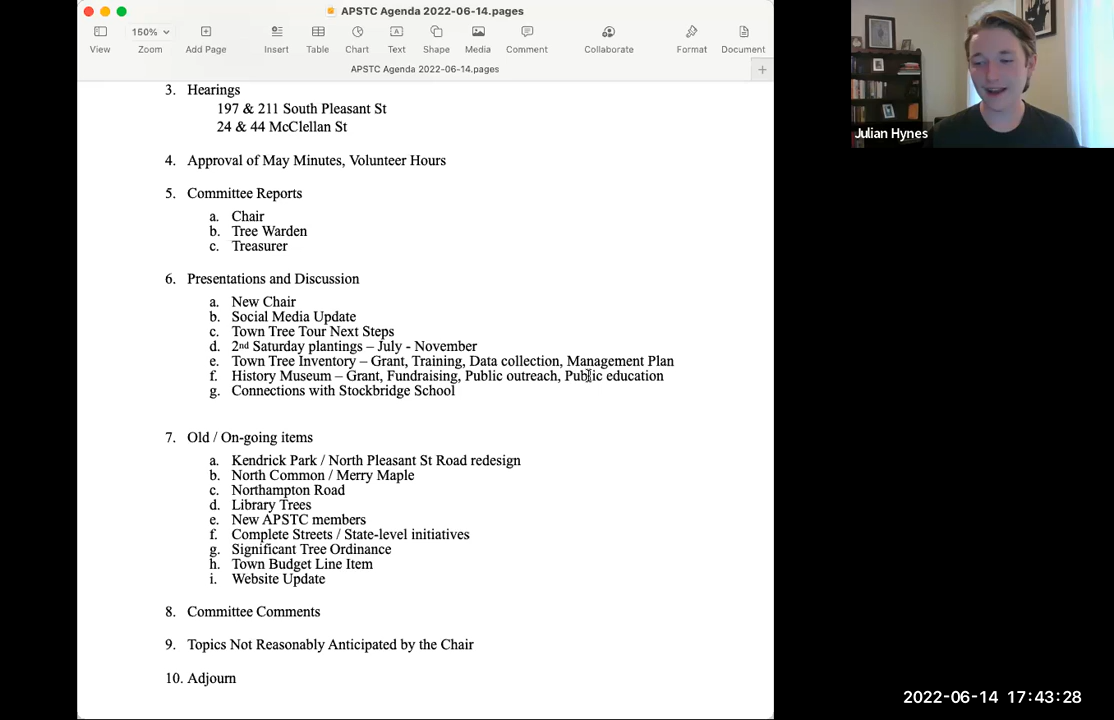 APSTC Agenda 2022-06-14.pages
150%
View Zoom Add Page Insert Table Chart Text Shape Media Comment Collaborate Format Document
APSTC Agenda 2022-06-14.pages
3. Hearings
197 & 211 South Pleasant St
24 & 44 McClellan St
4. Approval of May Minutes, Volunteer Hours
5. Committee Reports
a. Chair
b. Tree Warden
c. Treasurer
6. Presentations and Discussion
a. New Chair
b. Social Media Update
c. Town Tree Tour Next Steps
d. 2nd Saturday plantings – July - November
e. Town Tree Inventory – Grant, Training, Data collection, Management Plan
f. History Museum – Grant, Fundraising, Public outreach, Public education
g. Connections with Stockbridge School
7. Old / On-going items
a. Kendrick Park / North Pleasant St Road redesign
b. North Common / Merry Maple
c. Northampton Road
d. Library Trees
e. New APSTC members
f. Complete Streets / State-level initiatives
g. Significant Tree Ordinance
h. Town Budget Line Item
i. Website Update
8. Committee Comments
9. Topics Not Reasonably Anticipated by the Chair
10. Adjourn
Julian Hynes
2022-06-14 17:43:28